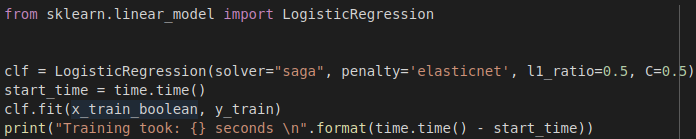 from sklearn.linear_model import LogisticRegression
clf = LogisticRegression(solver="saga", penalty='elasticnet', l1_ratio=0.5, C=0.5)
start_time = time.time()
clf.fit(x_train_boolean, y_train)
print("Training took: {} seconds \n".format(time.time() - start_time))